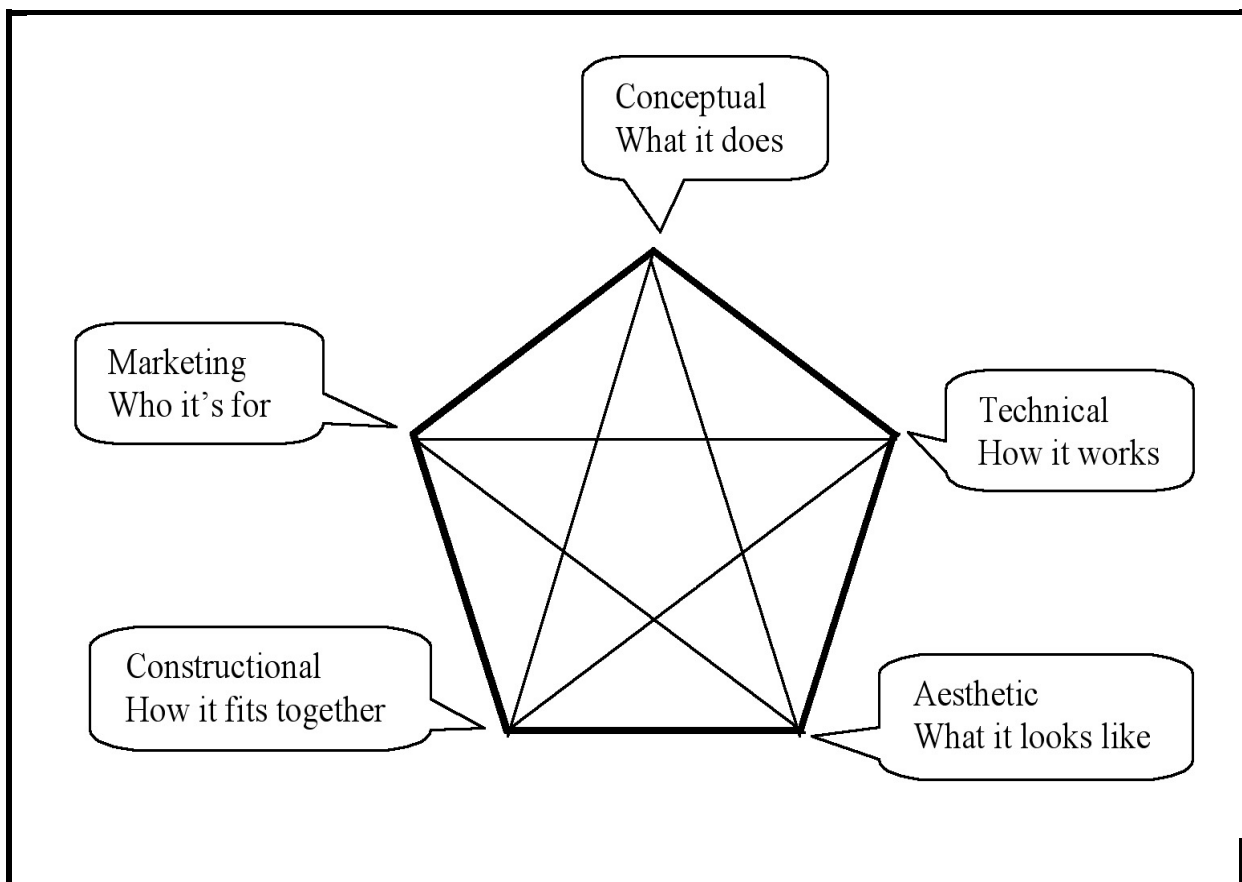 Conceptual
What it does
Marketing
Who it’s for
Technical
How it works
Constructional
How it fits together
Aesthetic
What it looks like